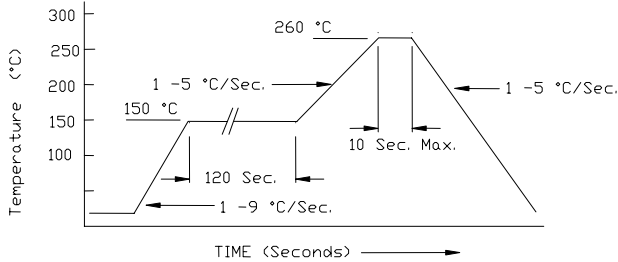 300
260 °C
250
200
1 -5 °C/Sec.
1 -5 °C/Sec.
150 °C
150
10 Sec. Max.
100
120 Sec.
1 -9 °C/Sec.
Temperature (°C)
TIME (Seconds)